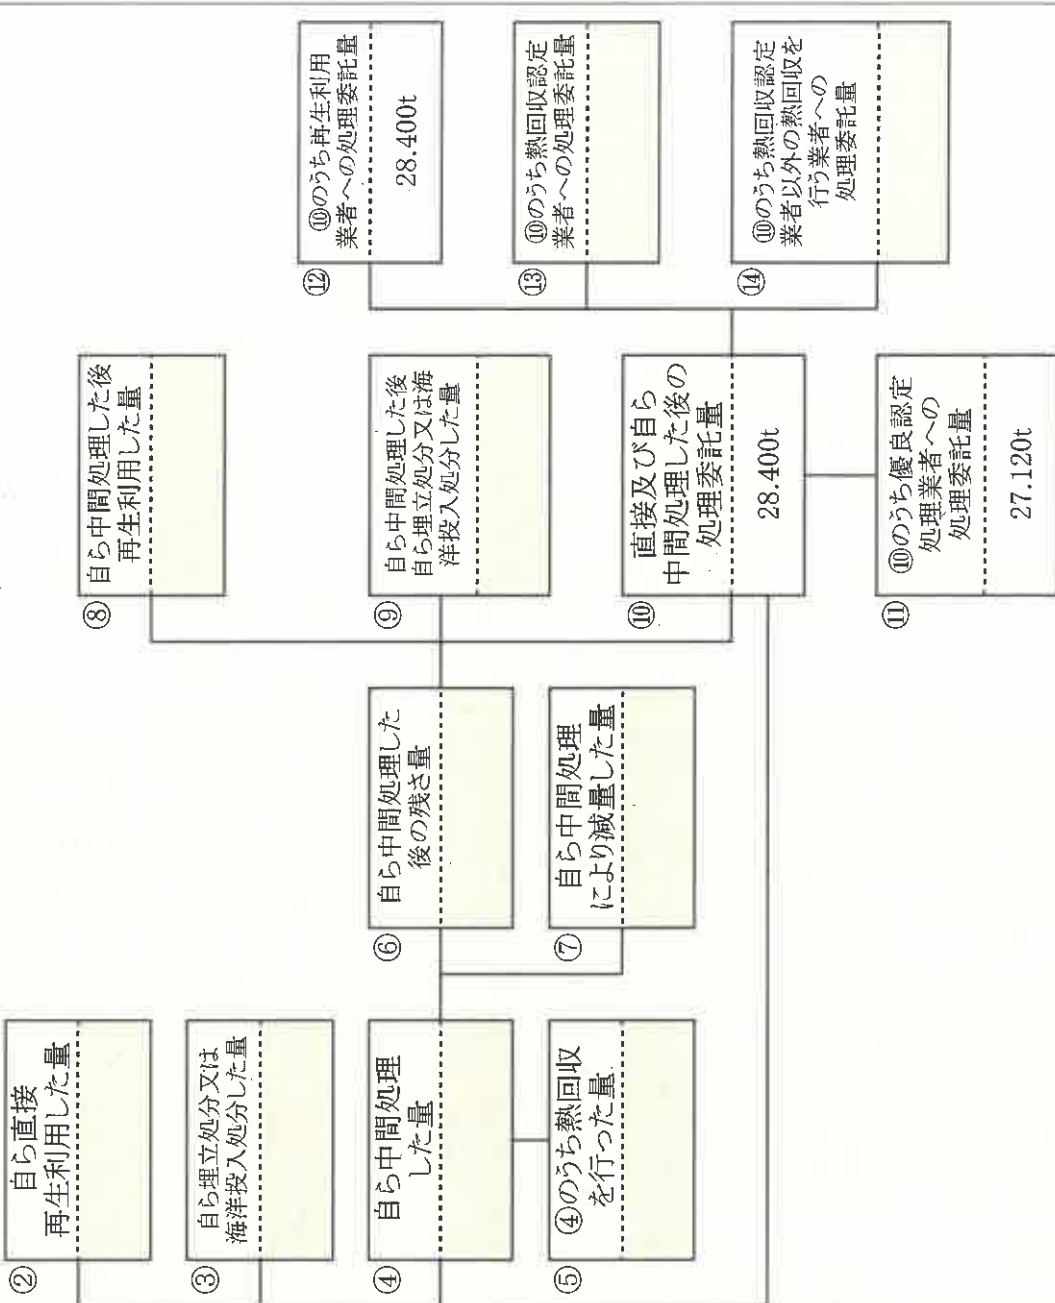 ②
自ら直接
再生利用した量
③
自ら埋立処分又は
海洋投入処分した量
④
自ら中間処理
した量
⑤
④のうち熱回収
を行った量
⑥
自ら中間処理した
後の残さ量
⑦
自ら中間処理
により減量した量
⑧
自ら中間処理した後
再生利用した量
⑨
自ら中間処理した後
自ら埋立処分又は海
洋投入処分した量
⑩
直接及び自ら
中間処理した後の
処理委託量
28.400t
⑪
⑩のうち優良認定
処理業者への
処理委託量
27.120t
⑫
⑩のうち再生利用
業者への処理委託量
28.400t
⑬
⑩のうち熱回収認定
業者への処理委託量
⑭
⑩のうち熱回収認定
業者以外の熱回収を
行う業者への
処理委託量